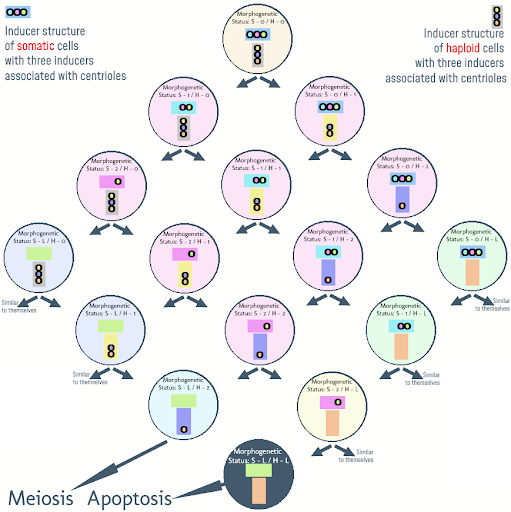 Inducer structure
of somatic cells
with three inducers
associated with centrioles
Inducer structure
of haploid cells
with three inducers
associated with centrioles
Morphogenetic
Status: S - 0 / H - 0
Morphogenetic
Status: S - 1 / H - 0
Morphogenetic
Status: S - 0 / H - 1
Morphogenetic
Status: S - 2 / H - 0
Morphogenetic
Status: S - 1 / H - 1
Morphogenetic
Status: S - 0 / H - 2
Morphogenetic
Status: S - L / H - 0
Morphogenetic
Status: S - 2 / H - 1
Morphogenetic
Status: S - 1 / H - 2
Morphogenetic
Status: S - 0 / H - L
Similar
to themselves
Similar
to themselves
Morphogenetic
Status: S - L / H - 1
Morphogenetic
Status: S - 2 / H - 2
Morphogenetic
Status: S - 1 / H - L
Similar
to themselves
Similar
to themselves
Morphogenetic
Status: S - L / H - 2
Morphogenetic
Status: S - 2 / H - L
Morphogenetic
Status: S - L / H - L
Similar
to themselves
Meiosis Apoptosis